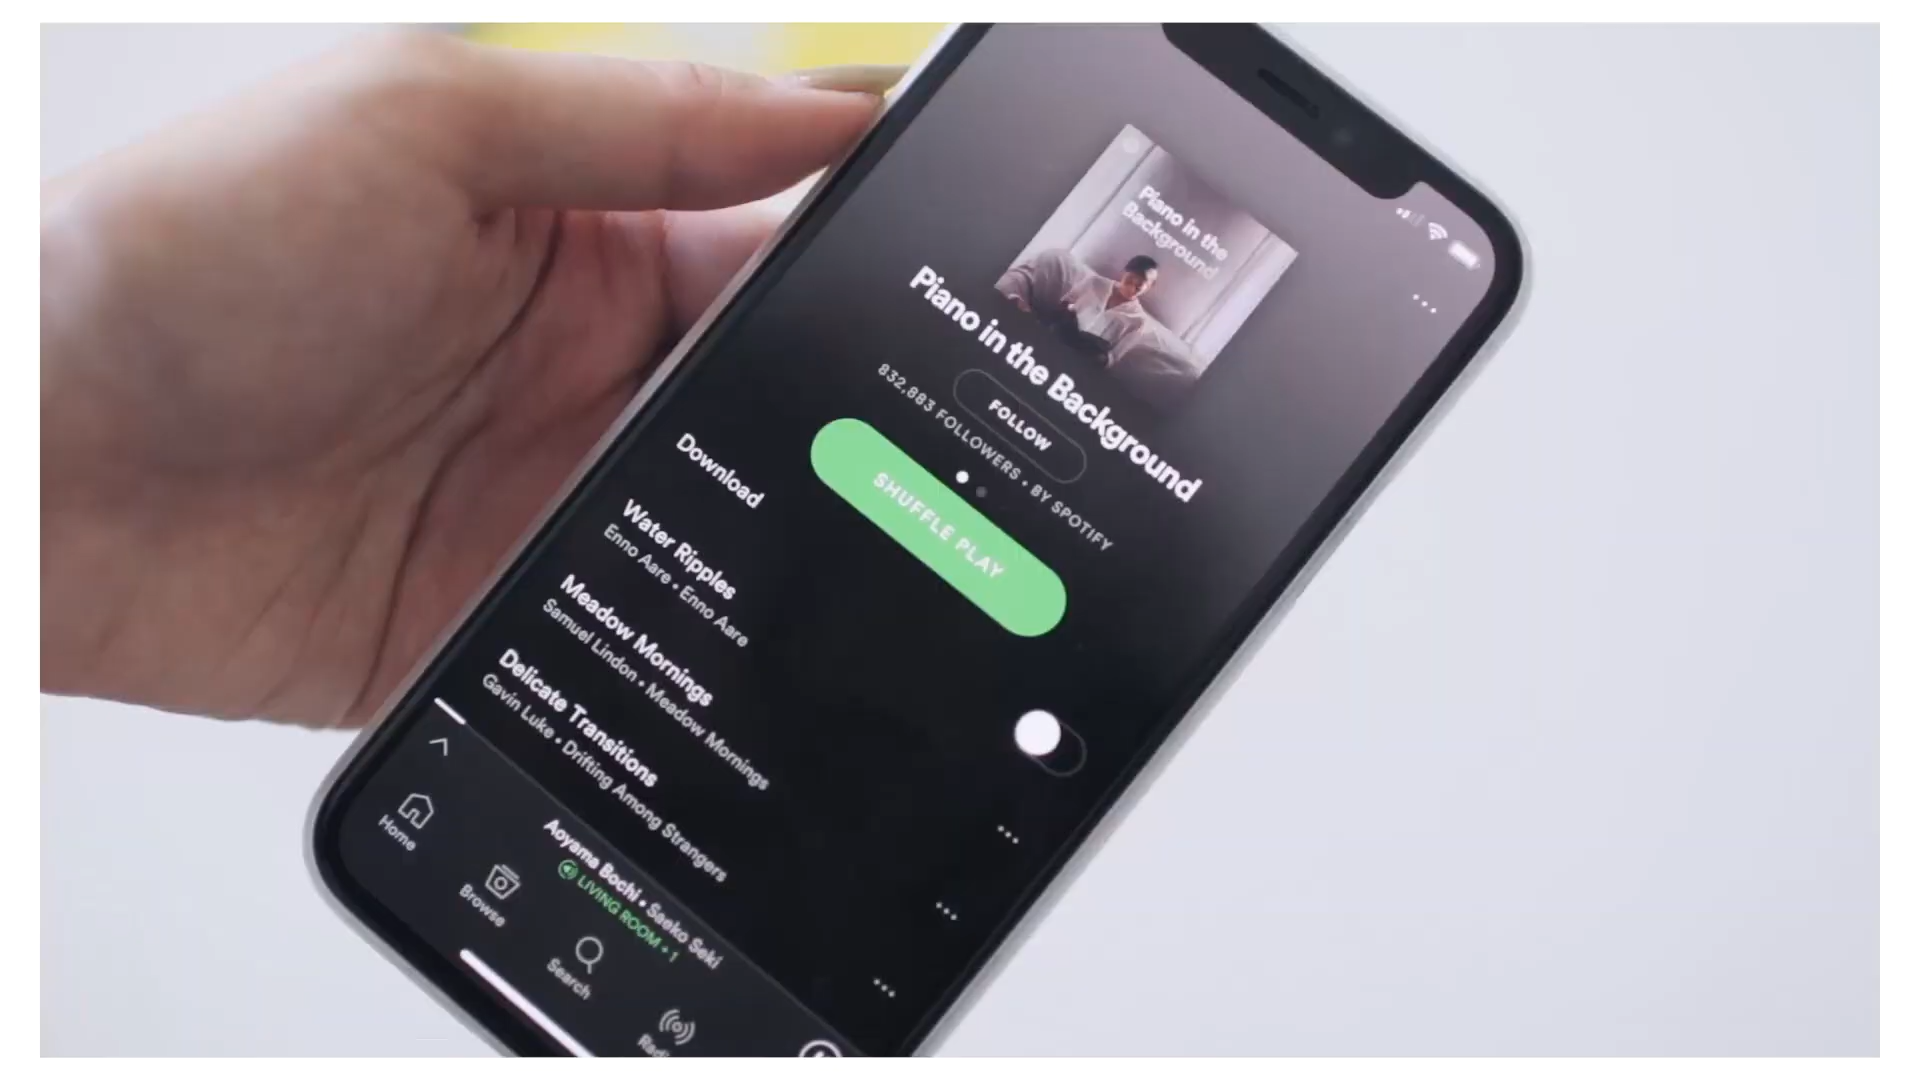 Piano in the
Background
Piano in the Background
FOLLOW
832,883 FOLLOWERS • BY SPOTIFY
SHUFFLE PLAY
Download
Water Ripples
Enno Aare • Enno Aare
Meadow Mornings
Samuel Lindon • Meadow Mornings
Delicate Transitions
Gavin Luke • Drifting Among Strangers
Aoyama Bochi • Saeko Seki
LIVING ROOM + 1
Home
Browse
Search